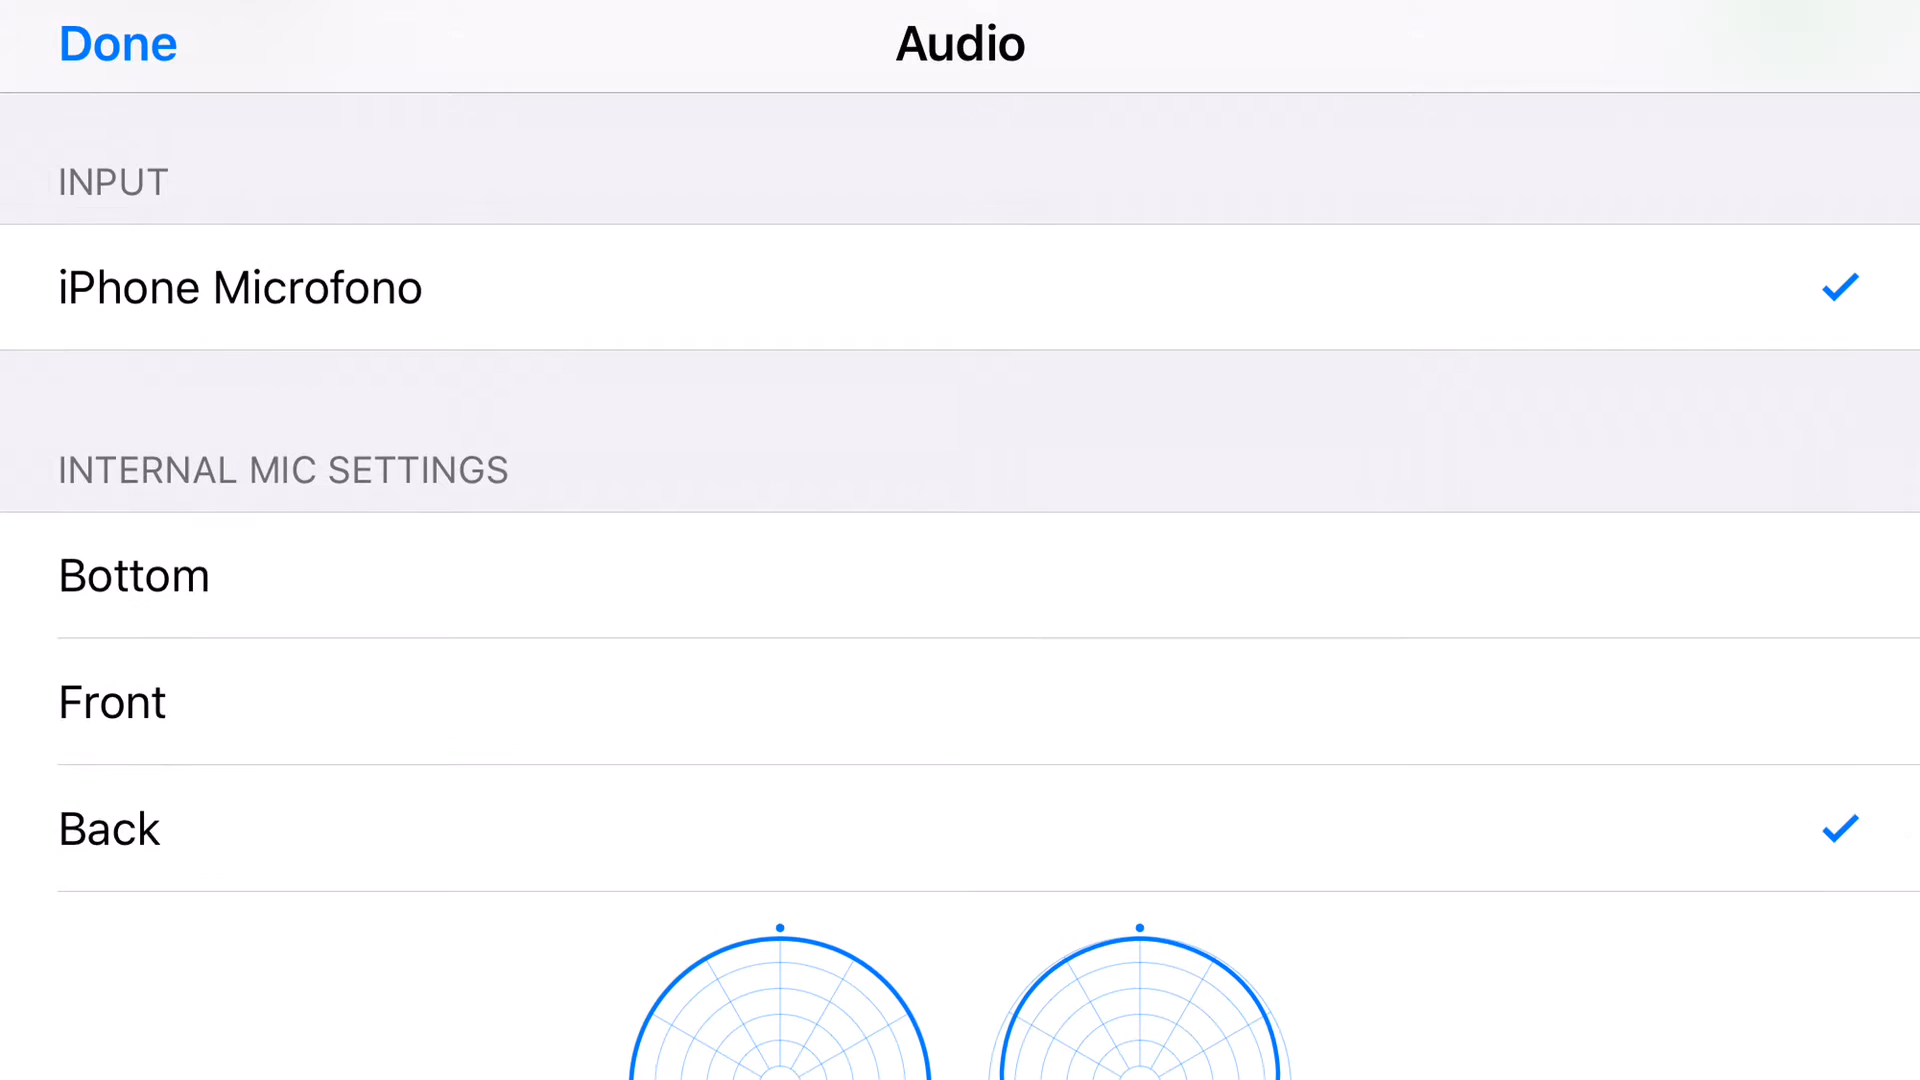 Done
Audio
INPUT
iPhone Microfono
INTERNAL MIC SETTINGS
Bottom
Front
Back